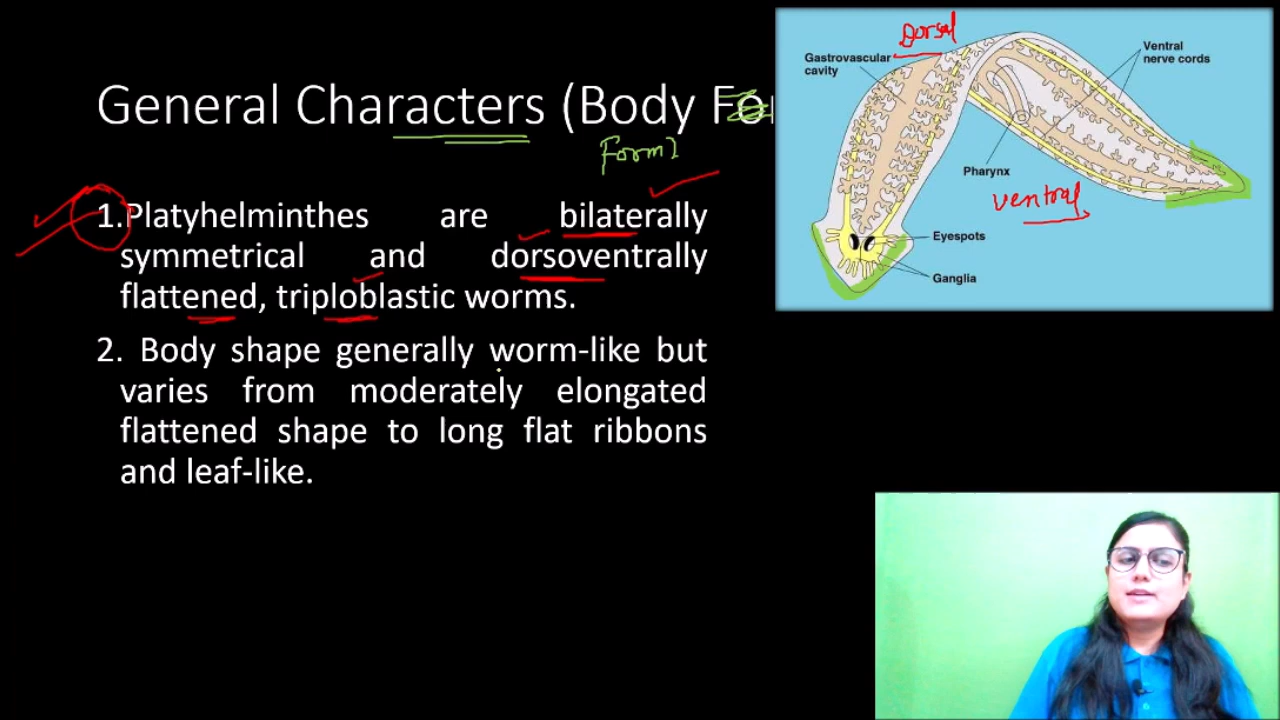 General Characters (Body Fo
Form)
1.Platyhelminthes are bilaterally
symmetrical and dorsoventrally
flattened, triploblastic worms.
2. Body shape generally worm-like but
varies from moderately elongated
flattened shape to long flat ribbons
and leaf-like.
Dorsal
Gastrovascular
cavity
Ventral
nerve cords
Pharynx
ventral
Eyespots
Ganglia